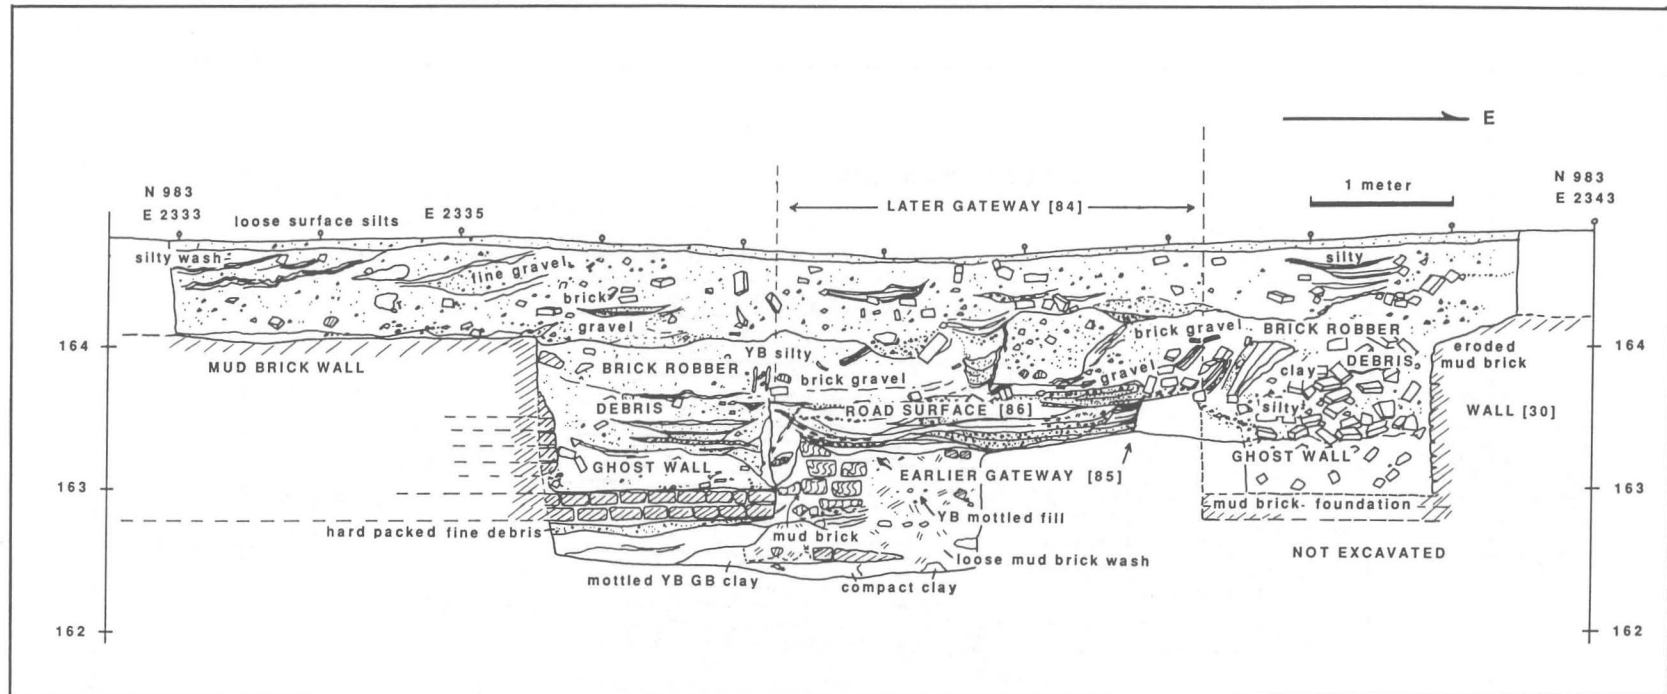 E
1 meter
N 983
E 2333
loose surface silts
E 2335
LATER GATEWAY [84]
N 983
E 2343
silty wash
fine gravel
silty
brick
gravel
brick gravel
BRICK ROBBER
164
YB silty
eroded
mud brick
164
MUD BRICK WALL
BRICK ROBBER
brick gravel
gravel
clay
DEBRIS
DEBRIS
ROAD SURFACE [86]
silty
WALL [30]
GHOST WALL
EARLIER GATEWAY [85]
GHOST WALL
163
163
mud brick foundation
YB mottled fill
hard packed fine debris
mud brick
loose mud brick wash
NOT EXCAVATED
mottled YB GB clay
compact clay
162
162